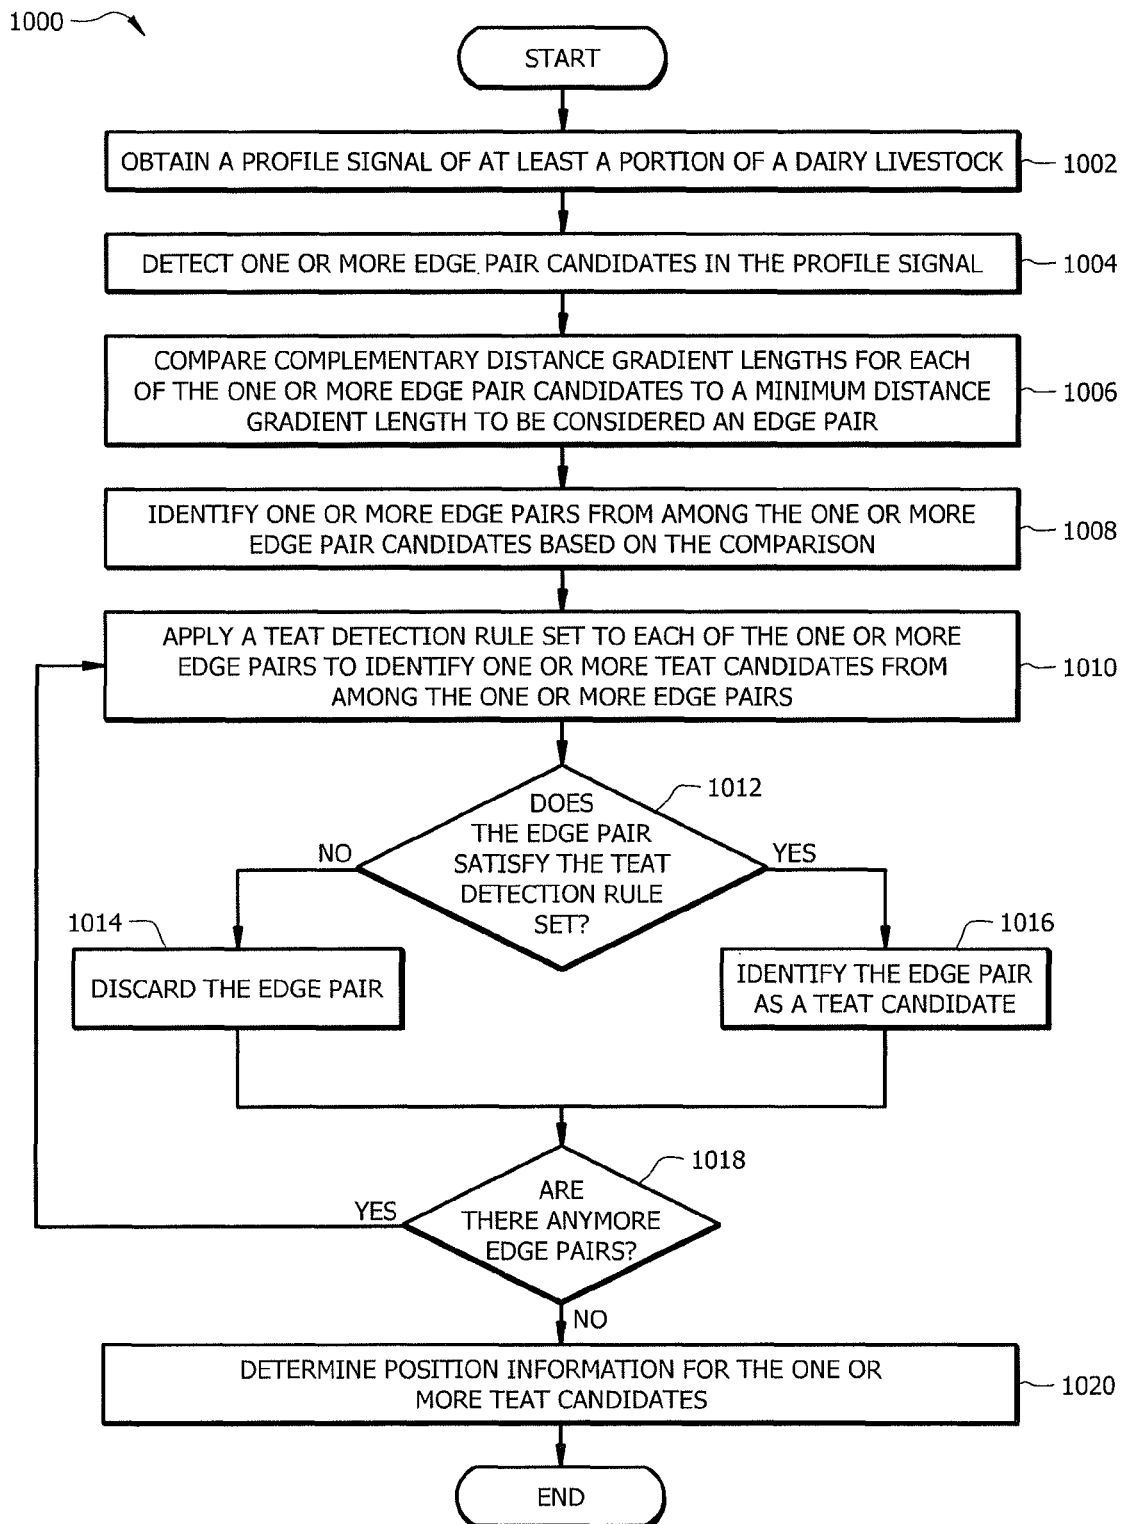 1000
START
OBTAIN A PROFILE SIGNAL OF AT LEAST A PORTION OF A DAIRY LIVESTOCK
1002
DETECT ONE OR MORE EDGE PAIR CANDIDATES IN THE PROFILE SIGNAL
1004
COMPARE COMPLEMENTARY DISTANCE GRADIENT LENGTHS FOR EACH
OF THE ONE OR MORE EDGE PAIR CANDIDATES TO A MINIMUM DISTANCE
GRADIENT LENGTH TO BE CONSIDERED AN EDGE PAIR
1006
IDENTIFY ONE OR MORE EDGE PAIRS FROM AMONG THE ONE OR MORE
EDGE PAIR CANDIDATES BASED ON THE COMPARISON
1008
APPLY A TEAT DETECTION RULE SET TO EACH OF THE ONE OR MORE
EDGE PAIRS TO IDENTIFY ONE OR MORE TEAT CANDIDATES FROM
AMONG THE ONE OR MORE EDGE PAIRS
1010
1012
DOES
THE EDGE PAIR
SATISFY THE TEAT
DETECTION RULE
SET?
NO
YES
1014
DISCARD THE EDGE PAIR
1016
IDENTIFY THE EDGE PAIR
AS A TEAT CANDIDATE
1018
ARE
THERE ANYMORE
EDGE PAIRS?
YES
NO
DETERMINE POSITION INFORMATION FOR THE ONE OR
MORE TEAT CANDIDATES
1020
END